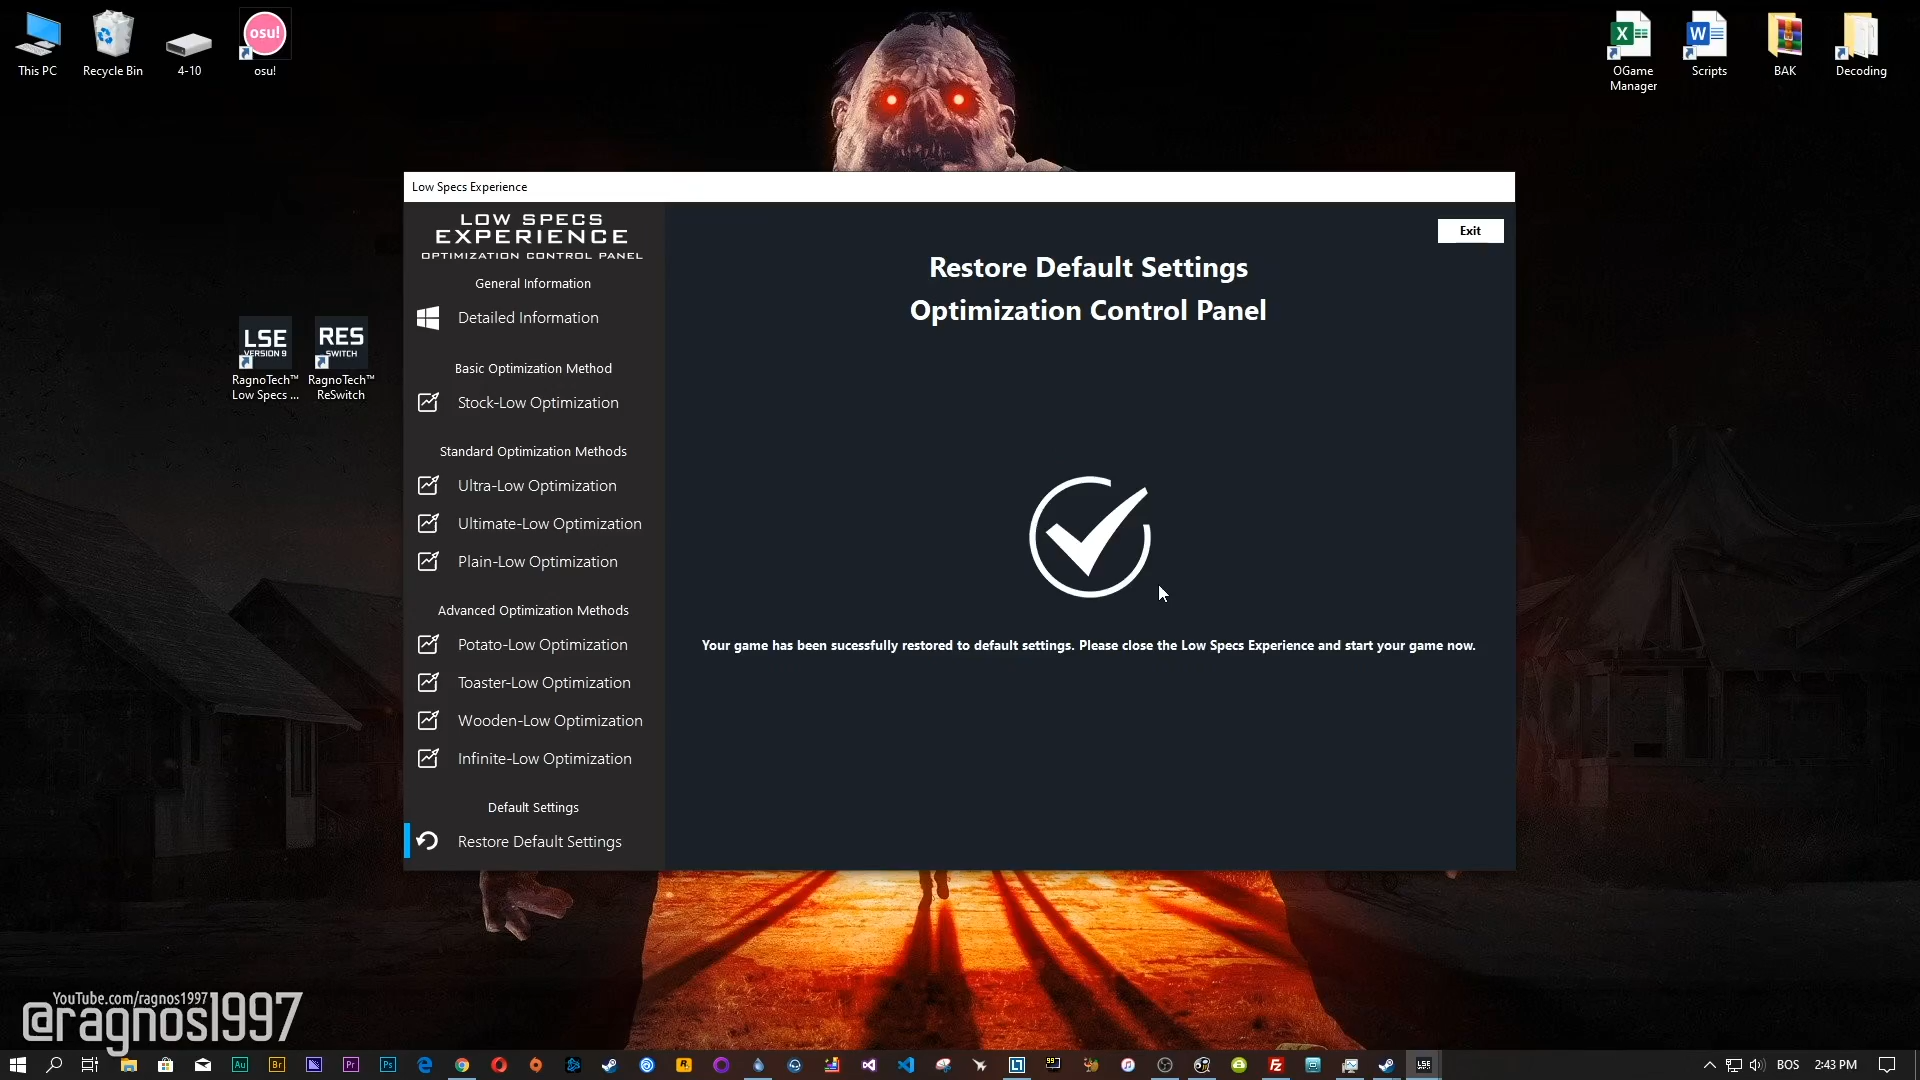 This PC
Recycle Bin
4-10
osu!
osu!
OGame
Manager
Scripts
BAK
Decoding
LSE
VERSION 9
RagnoTech™
Low Specs ...
RES
SWITCH
RagnoTech™
ReSwitch
Low Specs Experience
LOW SPECS
EXPERIENCE
OPTIMIZATION CONTROL PANEL
General Information
Detailed Information
Basic Optimization Method
Stock-Low Optimization
Standard Optimization Methods
Ultra-Low Optimization
Ultimate-Low Optimization
Plain-Low Optimization
Advanced Optimization Methods
Potato-Low Optimization
Toaster-Low Optimization
Wooden-Low Optimization
Infinite-Low Optimization
Default Settings
Restore Default Settings
Exit
Restore Default Settings
Optimization Control Panel
Your game has been sucessfully restored to default settings. Please close the Low Specs Experience and start your game now.
YouTube.com/ragnos1997
@ragnos1997
Au
Br
Pr
Ps
LSE
BOS
2:43 PM